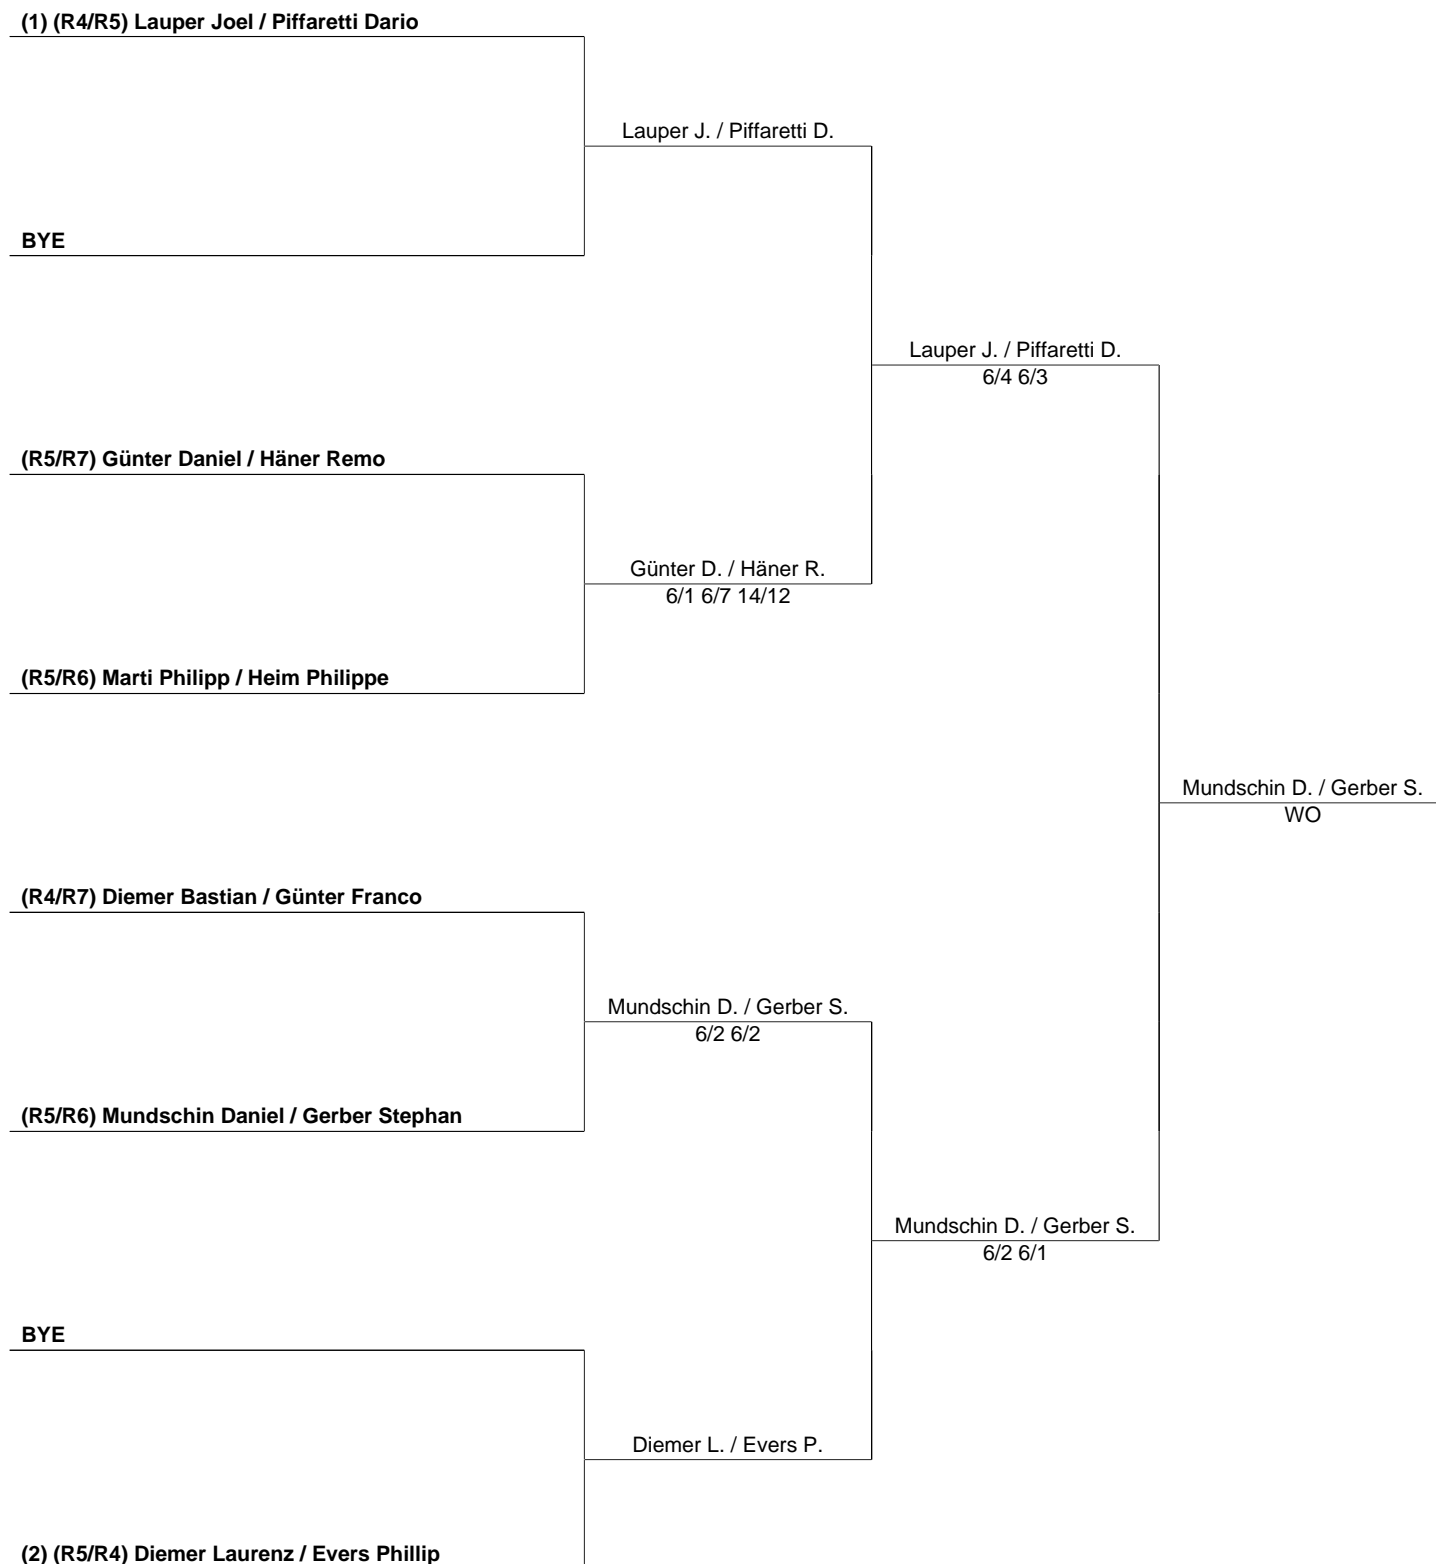 (1) (R4/R5) Lauper Joel / Piffaretti Dario
Lauper J. / Piffaretti D.
BYE
Lauper J. / Piffaretti D.
6/4 6/3
(R5/R7) Günter Daniel / Häner Remo
Günter D. / Häner R.
6/1 6/7 14/12
(R5/R6) Marti Philipp / Heim Philippe
Mundschin D. / Gerber S.
WO
(R4/R7) Diemer Bastian / Günter Franco
Mundschin D. / Gerber S.
6/2 6/2
(R5/R6) Mundschin Daniel / Gerber Stephan
Mundschin D. / Gerber S.
6/2 6/1
BYE
Diemer L. / Evers P.
(2) (R5/R4) Diemer Laurenz / Evers Phillip